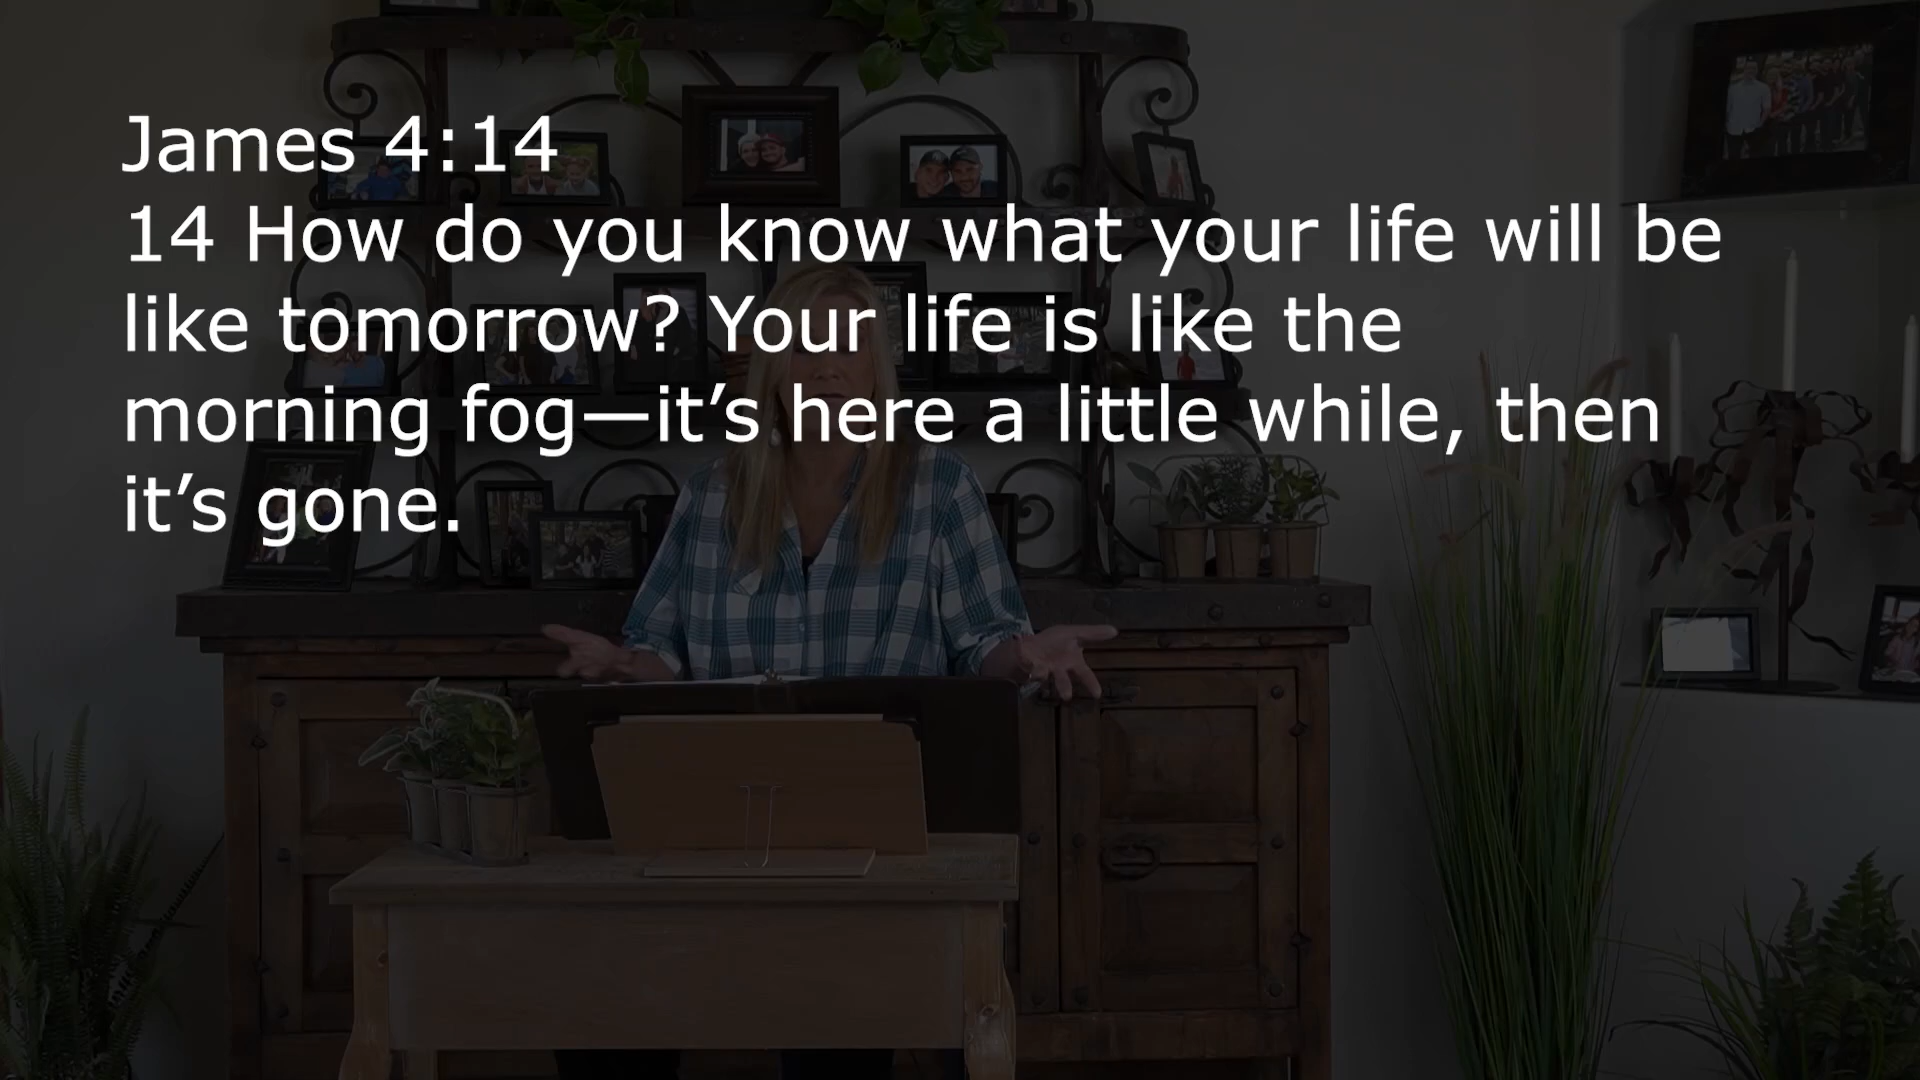 James 4:14
14 How do you know what your life will be
like tomorrow? Your life is like the
morning fog—it’s here a little while, then
it’s gone.